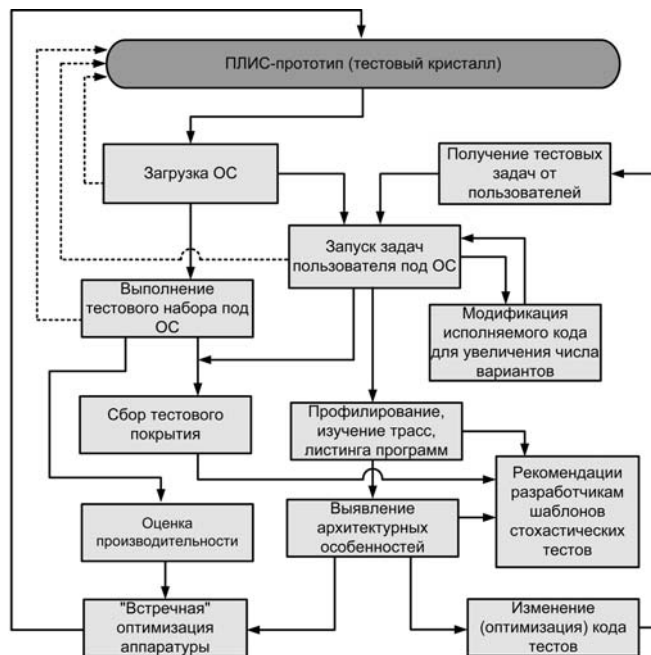 ПЛИС-прототип (тестовый кристалл)
Загрузка ОС
Получение тестовых
задач от
пользователей
Запуск задач
пользователя под ОС
Выполнение
тестового набора под
ОС
Модификация
исполняемого кода
для увеличения числа
вариантов
Сбор тестового
покрытия
Профилирование,
изучение трасс,
листинга программ
Рекомендации
разработчикам
шаблонов
стохастических
тестов
Оценка
производительности
Выявление
архитектурных
особенностей
"Встречная"
оптимизация
аппаратуры
Изменение
(оптимизация) кода
тестов